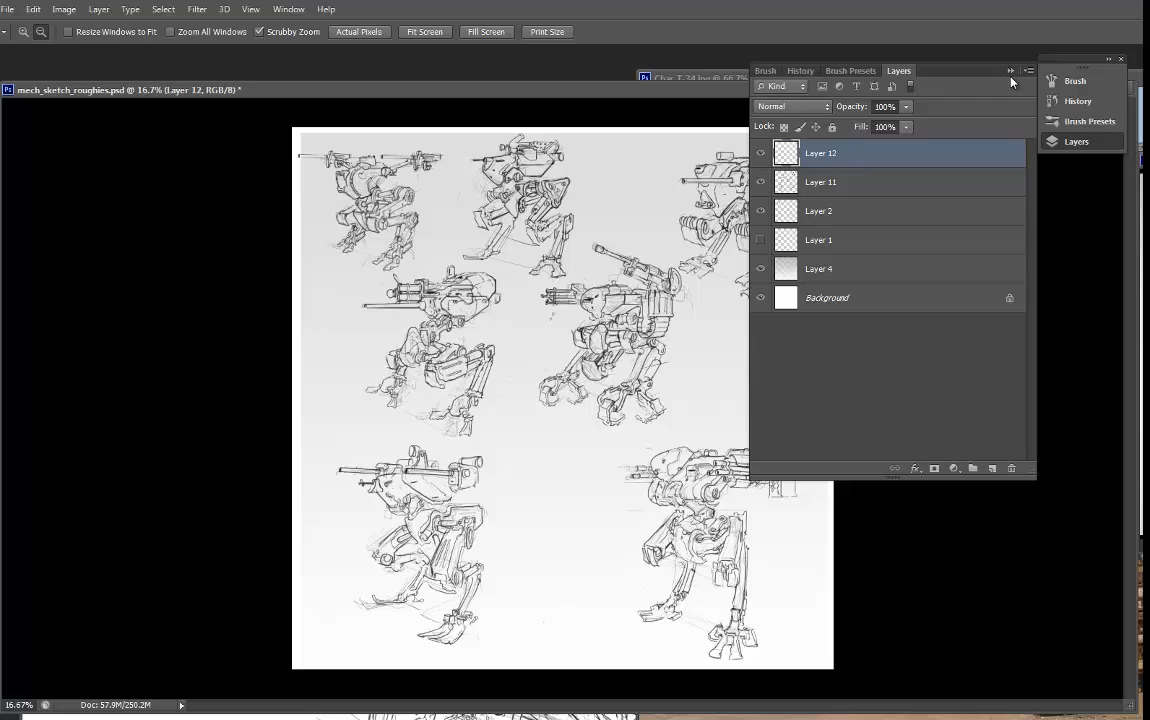 File Edit Image Layer Type Select Filter 3D View Window Help
Resize Windows to Fit Zoom All Windows Scrubby Zoom Actual Pixels Fit Screen Fill Screen Print Size
mech_sketch_roughies.psd @ 16.7% (Layer 12, RGB/8) *
Brush History Brush Presets Layers
Kind
Normal Opacity: 100%
Lock: Fill: 100%
Layer 12
Layer 11
Layer 2
Layer 1
Layer 4
Background
Brush
History
Brush Presets
Layers
16.67% Doc: 57.9M/250.2M